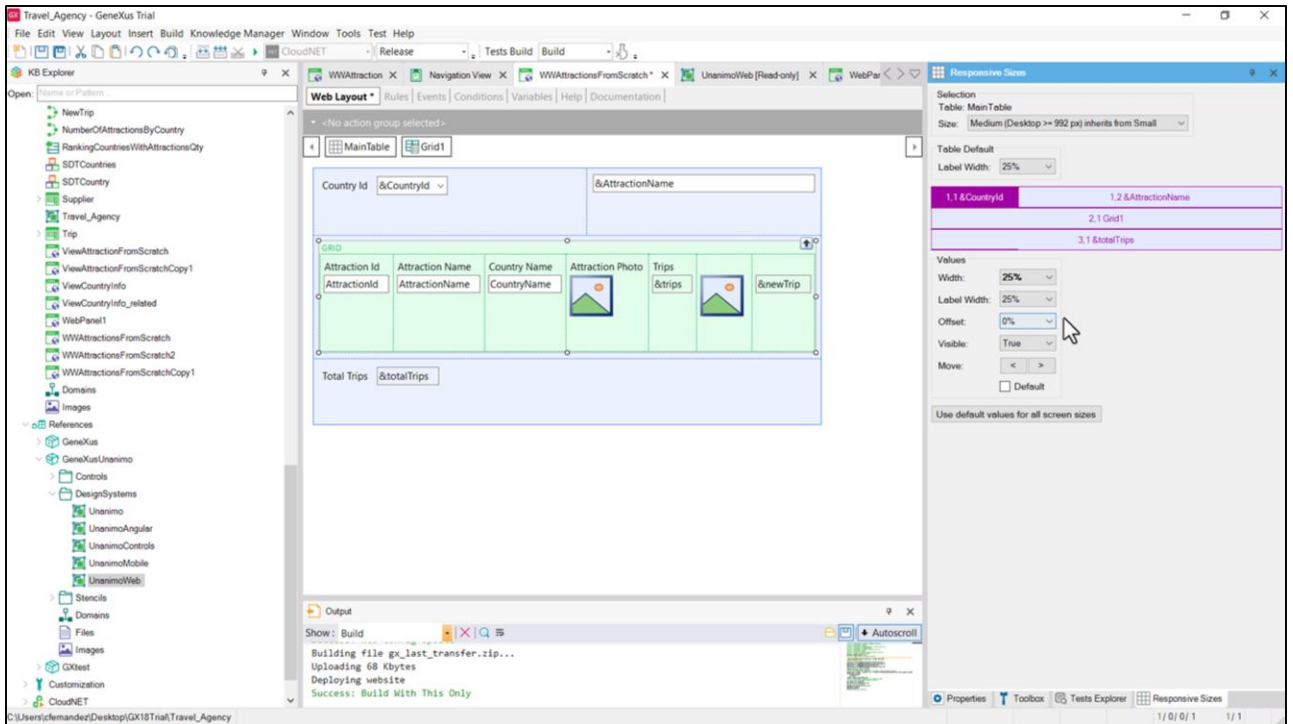 GX Travel_Agency - GeneXus Trial
File Edit View Layout Insert Build Knowledge Manager Window Tools Test Help
CloudNET Release Tests Build Build
KB Explorer
Open: Name or Pattern ...
NewTrip
NumberOfAttractionsByCountry
RankingCountriesWithAttractionsQty
SDTCountries
SDTCountry
Supplier
Travel_Agency
Trip
ViewAttractionFromScratch
ViewAttractionFromScratchCopy1
ViewCountryInfo
ViewCountryInfo_related
WebPanel1
WWAttractionsFromScratch
WWAttractionsFromScratch2
WWAttractionsFromScratchCopy1
Domains
Images
References
GeneXus
GeneXusUnanimo
Controls
DesignSystems
Unanimo
UnanimoAngular
UnanimoControls
UnanimoMobile
UnanimoWeb
Stencils
Domains
Files
Images
GXtest
Customization
CloudNET
WWAttraction X Navigation View X WWAttractionsFromScratch * X UnanimoWeb [Read-only] X WebPar
Web Layout * Rules Events Conditions Variables Help Documentation
<No action group selected>
MainTable Grid1
Country Id &CountryId &AttractionName
GRID
Attraction Id Attraction Name Country Name Attraction Photo Trips
AttractionId AttractionName CountryName &trips &newTrip
Total Trips &totalTrips
Output
Show: Build Autoscroll
Building file gx_last_transfer.zip...
Uploading 68 Kbytes
Deploying website
Success: Build With This Only
Responsive Sizes
Selection
Table: MainTable
Size: Medium (Desktop >= 992 px) inherits from Small
Table Default
Label Width: 25%
1,1 &CountryId 1,2 &AttractionName
2,1 Grid1
3,1 &totalTrips
Values
Width: 25%
Label Width: 25%
Offset: 0%
Visible: True
Move: < >
Default
Use default values for all screen sizes
Properties Toolbox Tests Explorer Responsive Sizes
C:\Users\cfernandez\Desktop\GX18Trial\Travel_Agency 1/0/0/1 1/1